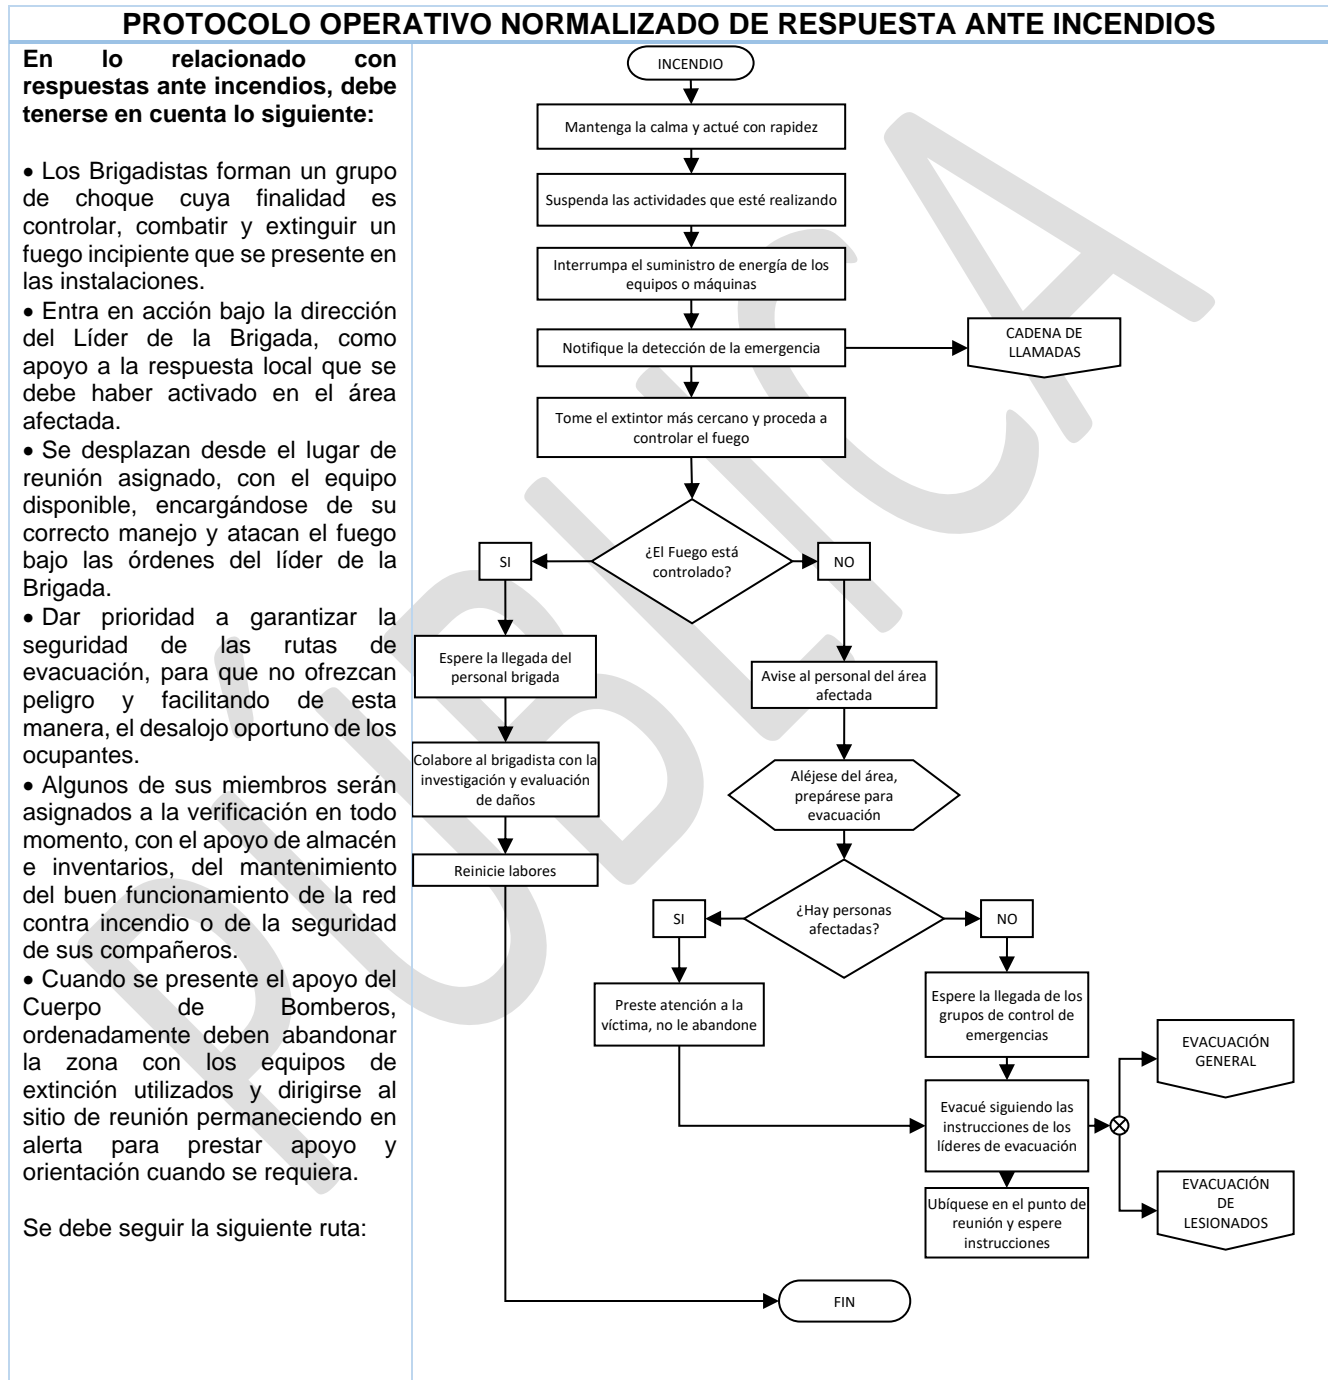 PROTOCOLO OPERATIVO NORMALIZADO DE RESPUESTA ANTE INCENDIOS
En lo relacionado con
respuestas ante incendios, debe
tenerse en cuenta lo siguiente:
• Los Brigadistas forman un grupo
de choque cuya finalidad es
controlar, combatir y extinguir un
fuego incipiente que se presente en
las instalaciones.
• Entra en acción bajo la dirección
del Líder de la Brigada, como
apoyo a la respuesta local que se
debe haber activado en el área
afectada.
• Se desplazan desde el lugar de
reunión asignado, con el equipo
disponible, encargándose de su
correcto manejo y atacan el fuego
bajo las órdenes del líder de la
Brigada.
• Dar prioridad a garantizar la
seguridad de las rutas de
evacuación, para que no ofrezcan
peligro y facilitando de esta
manera, el desalojo oportuno de los
ocupantes.
• Algunos de sus miembros serán
asignados a la verificación en todo
momento, con el apoyo de almacén
e inventarios, del mantenimiento
del buen funcionamiento de la red
contra incendio o de la seguridad
de sus compañeros.
• Cuando se presente el apoyo del
Cuerpo de Bomberos,
ordenadamente deben abandonar
la zona con los equipos de
extinción utilizados y dirigirse al
sitio de reunión permaneciendo en
alerta para prestar apoyo y
orientación cuando se requiera.
Se debe seguir la siguiente ruta:
INCENDIO
Mantenga la calma y actué con rapidez
Suspenda las actividades que esté realizando
Interrumpa el suministro de energía de los
equipos o máquinas
Notifique la detección de la emergencia
CADENA DE
LLAMADAS
Tome el extintor más cercano y proceda a
controlar el fuego
¿El Fuego está
controlado?
SI
NO
Espere la llegada del
personal brigada
Avise al personal del área
afectada
Colabore al brigadista con la
investigación y evaluación
de daños
Aléjese del área,
prepárese para
evacuación
Reinicie labores
¿Hay personas
afectadas?
SI
NO
Preste atención a la
víctima, no le abandone
Espere la llegada de los
grupos de control de
emergencias
EVACUACIÓN
GENERAL
Evacué siguiendo las
instrucciones de los
líderes de evacuación
EVACUACIÓN
DE
LESIONADOS
Ubíquese en el punto de
reunión y espere
instrucciones
FIN
PÚBLICA